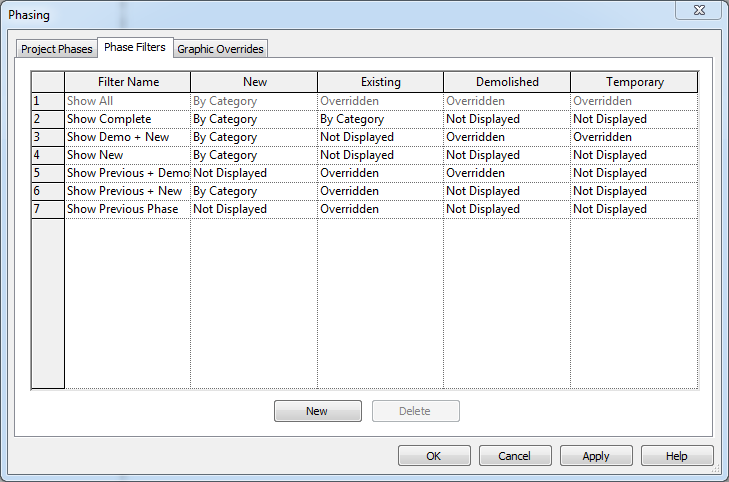 Phasing
Project Phases Phase Filters Graphic Overrides
Filter Name New Existing Demolished Temporary
1 Show All By Category Overridden Overridden Overridden
2 Show Complete By Category By Category Not Displayed Not Displayed
3 Show Demo + New By Category Not Displayed Overridden Overridden
4 Show New By Category Not Displayed Not Displayed Not Displayed
5 Show Previous + Demo Not Displayed Overridden Overridden Not Displayed
6 Show Previous + New By Category Overridden Not Displayed Not Displayed
7 Show Previous Phase Not Displayed Overridden Not Displayed Not Displayed
New Delete
OK Cancel Apply Help